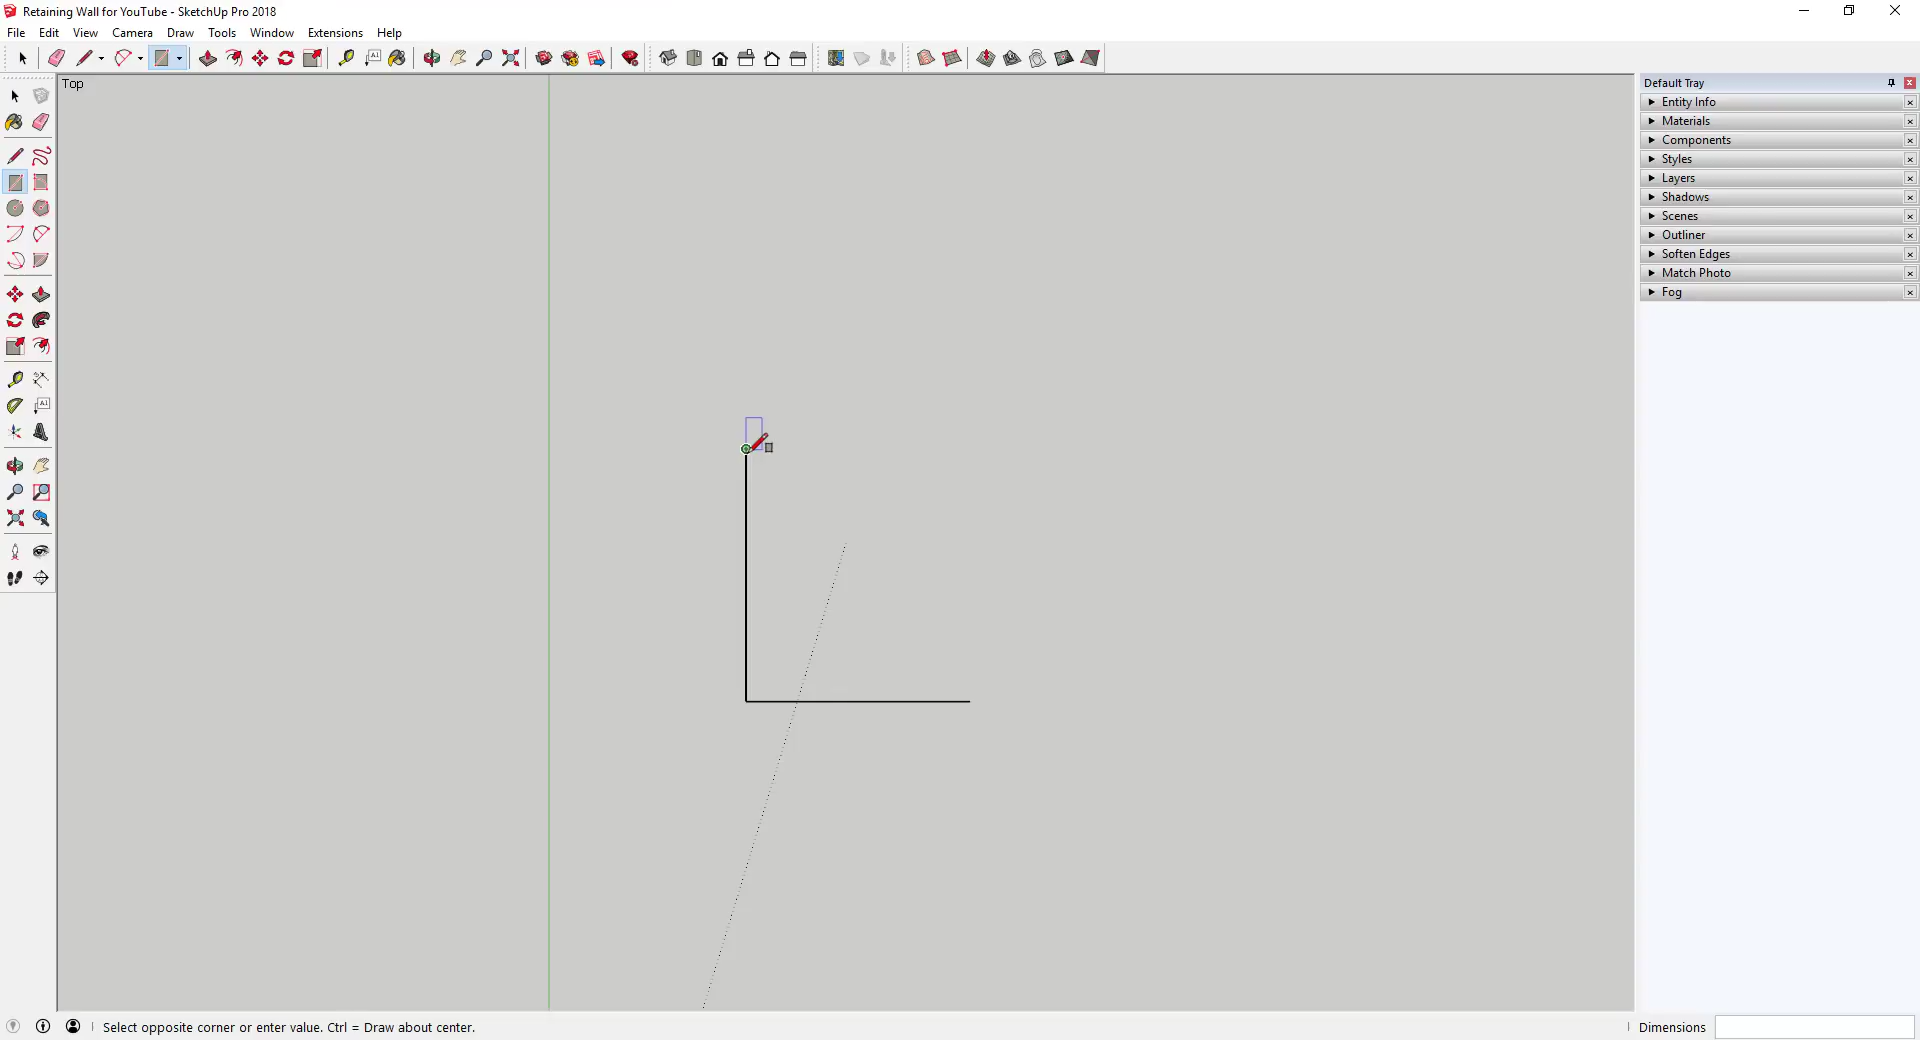 Retaining Wall for YouTube - SketchUp Pro 2018
File Edit View Camera Draw Tools Window Extensions Help
Top
Default Tray
Entity Info
Materials
Components
Styles
Layers
Shadows
Scenes
Outliner
Soften Edges
Match Photo
Fog
Select opposite corner or enter value. Ctrl = Draw about center.
Dimensions